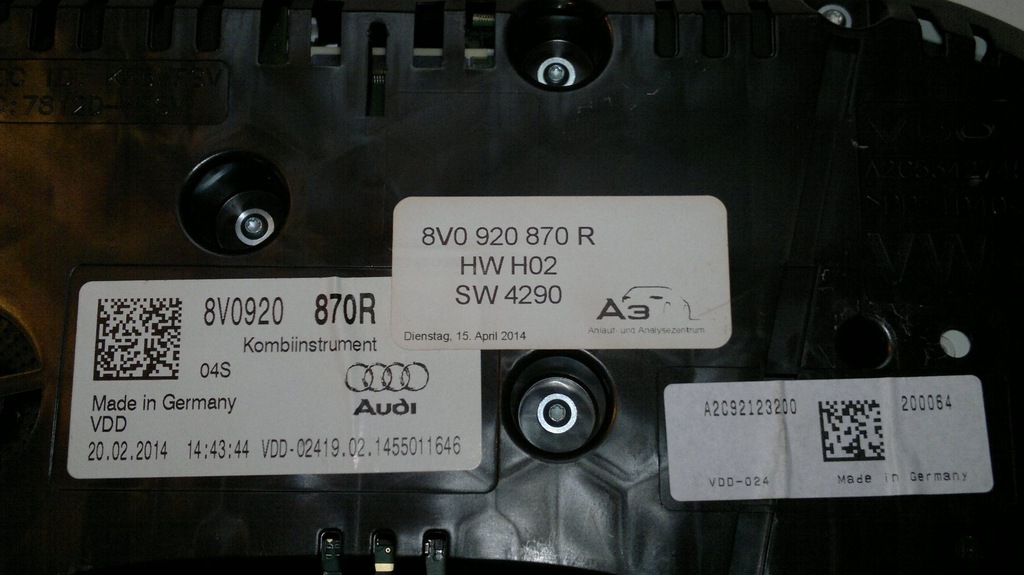 8V0 920 870 R
HW H02
SW 4290
A3
Anlauf- und Analysezentrum
Dienstag, 15. April 2014
8V0920 870R
Kombiinstrument
04S
Audi
Made in Germany
VDD
20.02.2014 14:43:44 VDD-02419.02.1455011646
A2C92123200 200064
VDD-024 Made in Germany